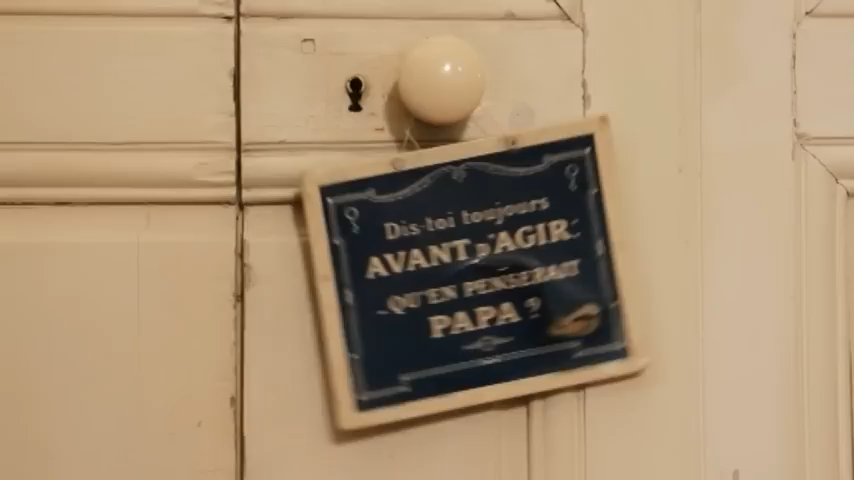 Dis-toi toujours
AVANT D'AGIR:
QU'EN PENSERAIT
PAPA ?